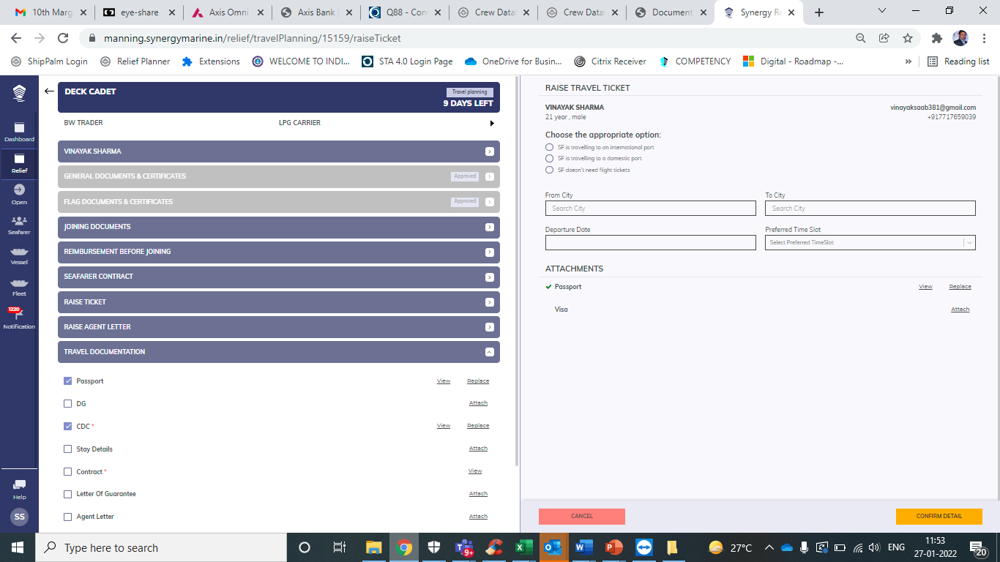 10th Marg
eye-share
Axis Omni
Axis Bank |
Q88 - Con
Crew Datal
Crew Datal
Document
Synergy Re
manning.synergymarine.in/relief/travelPlanning/15159/raiseTicket
ShipPalm Login
Relief Planner
Extensions
WELCOME TO INDI...
STA 4.0 Login Page
OneDrive for Busin...
Citrix Receiver
COMPETENCY
Digital - Roadmap -...
»
Reading list
Dashboard
Relief
Open
Seafarer
Vessel
Fleet
1220
Notification
Help
SS
DECK CADET
Travel planning
9 DAYS LEFT
BW TRADER
LPG CARRIER
VINAYAK SHARMA
GENERAL DOCUMENTS & CERTIFICATES
Approved
FLAG DOCUMENTS & CERTIFICATES
Approved
JOINING DOCUMENTS
REIMBURSEMENT BEFORE JOINING
SEAFARER CONTRACT
RAISE TICKET
RAISE AGENT LETTER
TRAVEL DOCUMENTATION
Passport
View
Replace
DG
Attach
CDC *
View
Replace
Stay Details
Attach
Contract *
View
Letter Of Guarantee
Attach
Agent Letter
Attach
RAISE TRAVEL TICKET
VINAYAK SHARMA
vinayaksaab381@gmail.com
21 year , male
+917717659039
Choose the appropriate option:
SF is travelling to an international port
SF is travelling to a domestic port
SF doesn't need flight tickets
From City
To City
Search City
Search City
Departure Date
Preferred Time Slot
Select Preferred TimeSlot
ATTACHMENTS
Passport
View
Replace
Visa
Attach
CANCEL
CONFIRM DETAIL
Type here to search
9+
27°C
ENG
11:53
27-01-2022
20